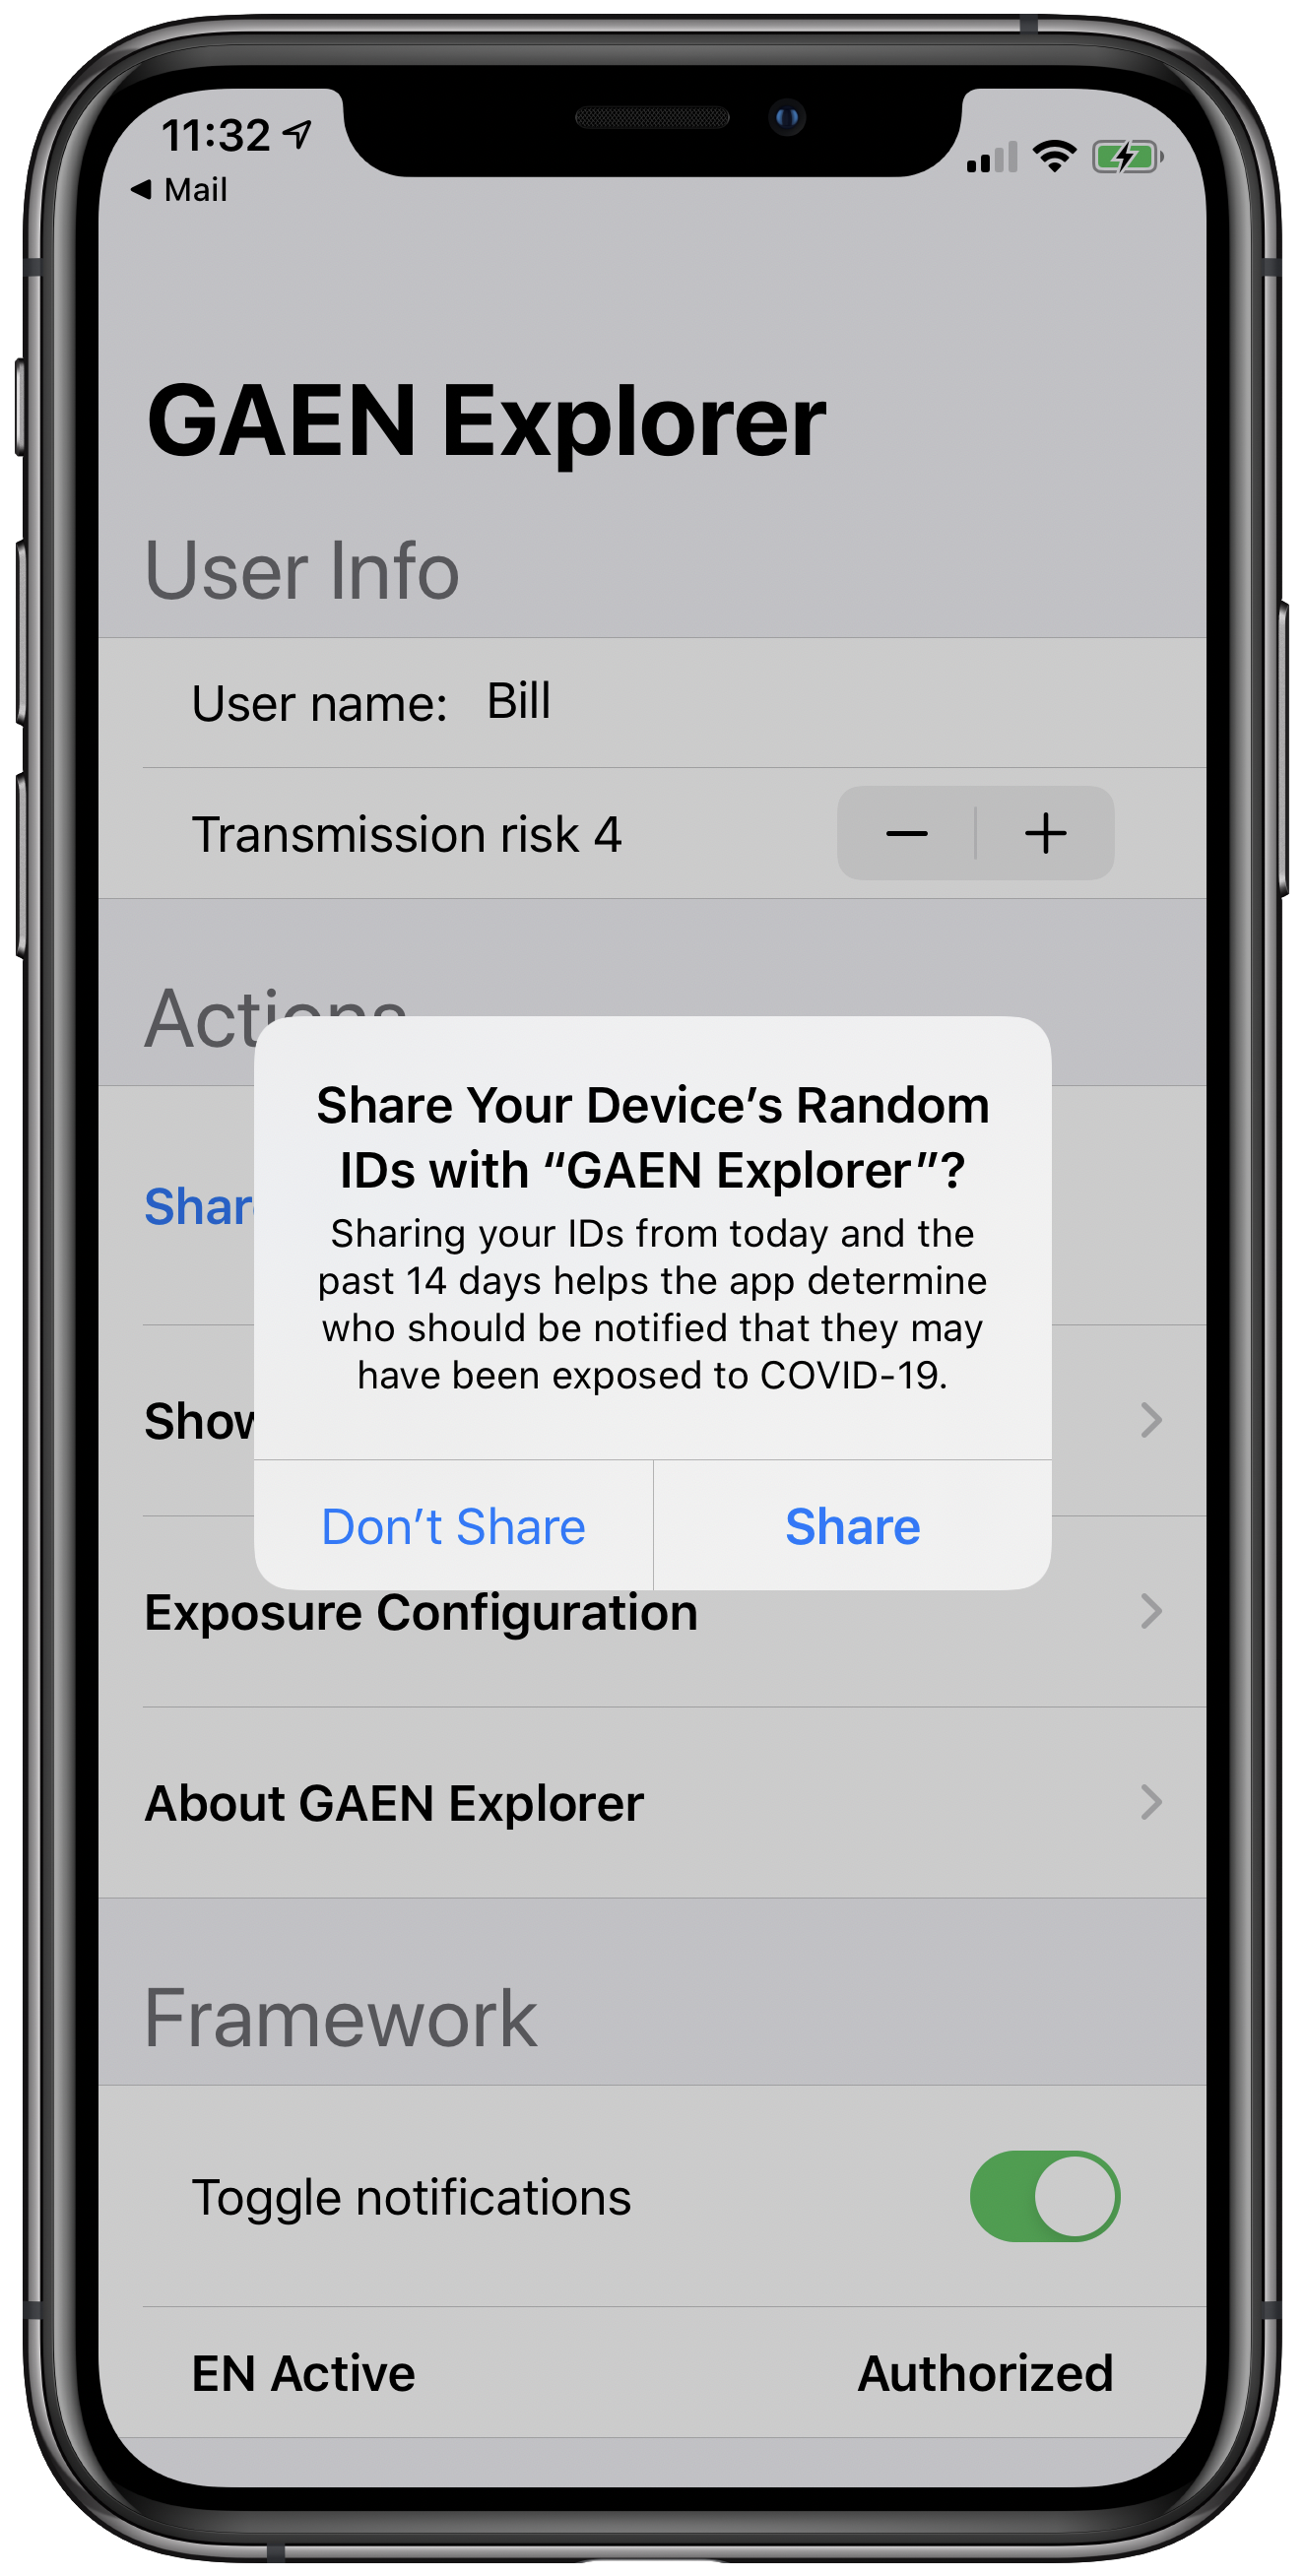 11:32
Mail
GAEN Explorer
User Info
User name: Bill
Transmission risk 4
Share Your Device’s Random
IDs with “GAEN Explorer”?
Sharing your IDs from today and the
past 14 days helps the app determine
who should be notified that they may
have been exposed to COVID-19.
Don’t Share
Share
Exposure Configuration
About GAEN Explorer
Framework
Toggle notifications
EN Active
Authorized